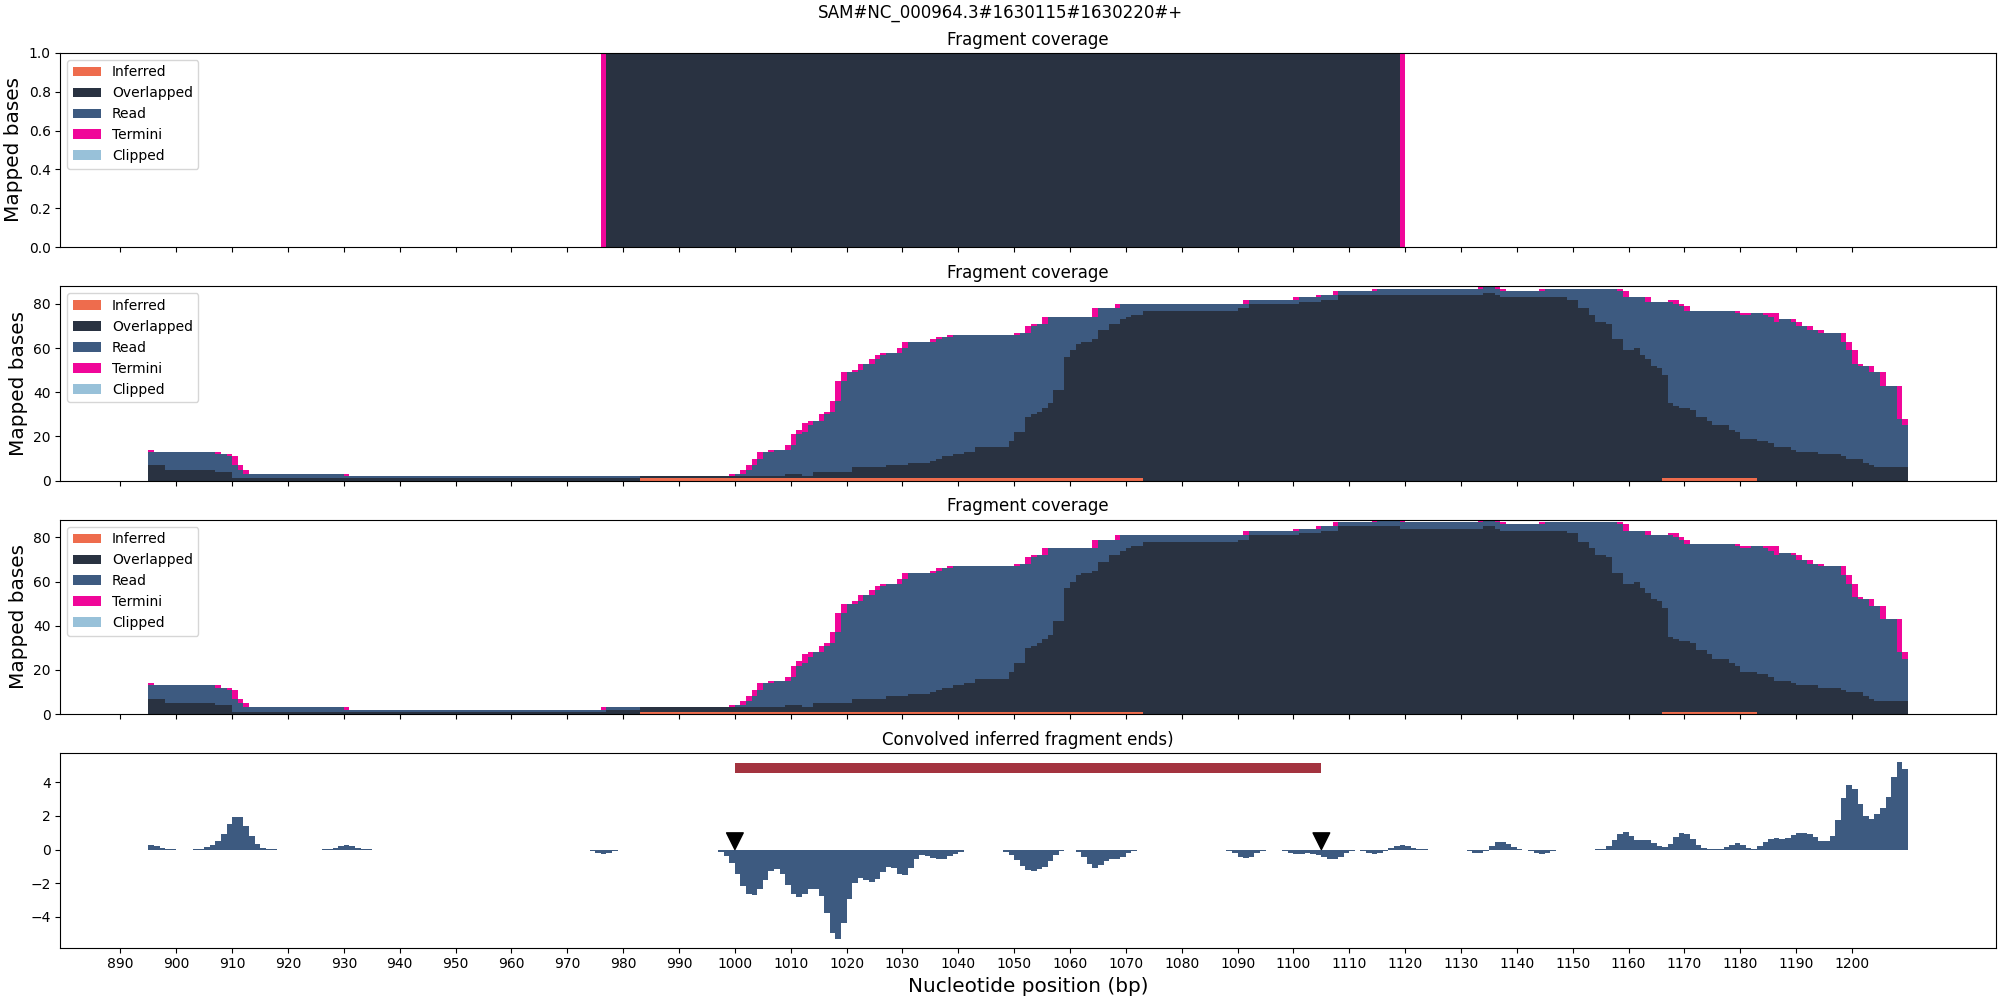 SAM#NC_000964.3#1630115#1630220#+
Fragment coverage
Mapped bases
1.0
0.8
0.6
0.4
0.2
0.0
Inferred
Overlapped
Read
Termini
Clipped
Fragment coverage
Mapped bases
80
60
40
20
0
Inferred
Overlapped
Read
Termini
Clipped
Fragment coverage
Mapped bases
80
60
40
20
0
Inferred
Overlapped
Read
Termini
Clipped
Convolved inferred fragment ends)
4
2
0
−2
−4
890 900 910 920 930 940 950 960 970 980 990 1000 1010 1020 1030 1040 1050 1060 1070 1080 1090 1100 1110 1120 1130 1140 1150 1160 1170 1180 1190 1200
Nucleotide position (bp)